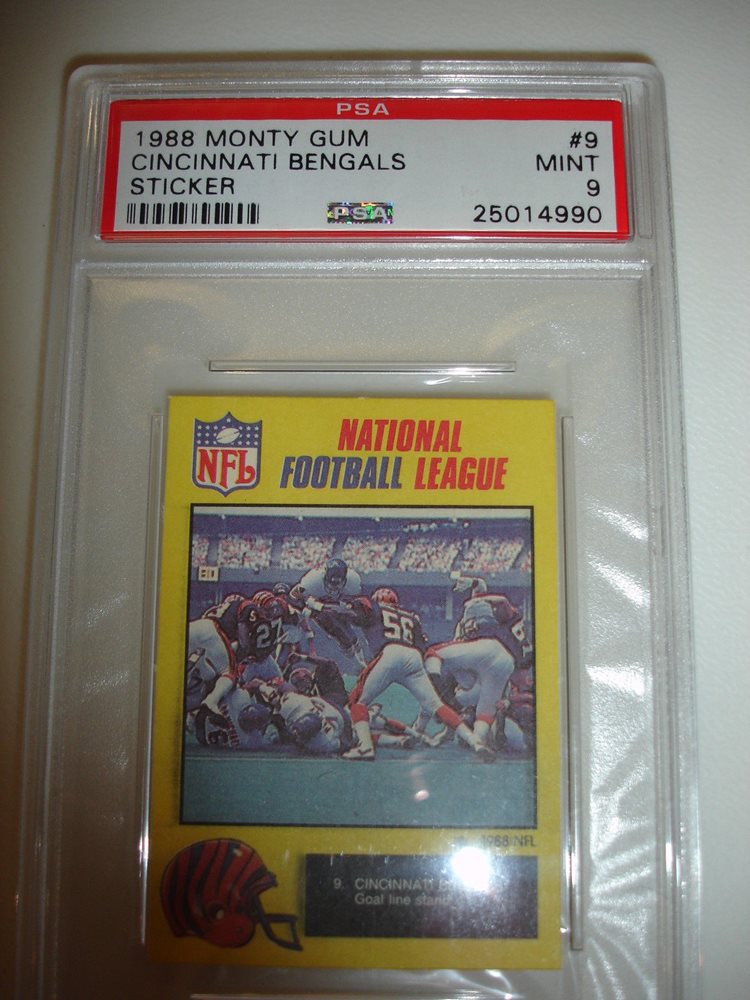 PSA
1988 MONTY GUM #9
CINCINNATI BENGALS MINT
STICKER 9
PSA 25014990
NFL
NATIONAL
FOOTBALL LEAGUE
27
56
1988 NFL
9. CINCINNATI
Goal line stand